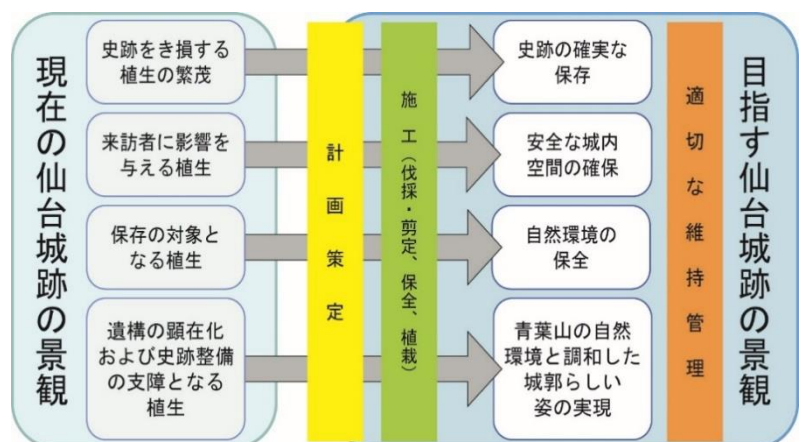 現在の仙台城跡の景観
史跡をき損する
植生の繁茂
来訪者に影響を
与える植生
保存の対象と
なる植生
遺構の顕在化
および史跡整備
の支障となる
植生
計画策定
施工（伐採・剪定、保全、植栽）
史跡の確実な
保存
安全な城内
空間の確保
自然環境の
保全
青葉山の自然
環境と調和した
城郭らしい
姿の実現
適切な維持管理
目指す仙台城跡の景観